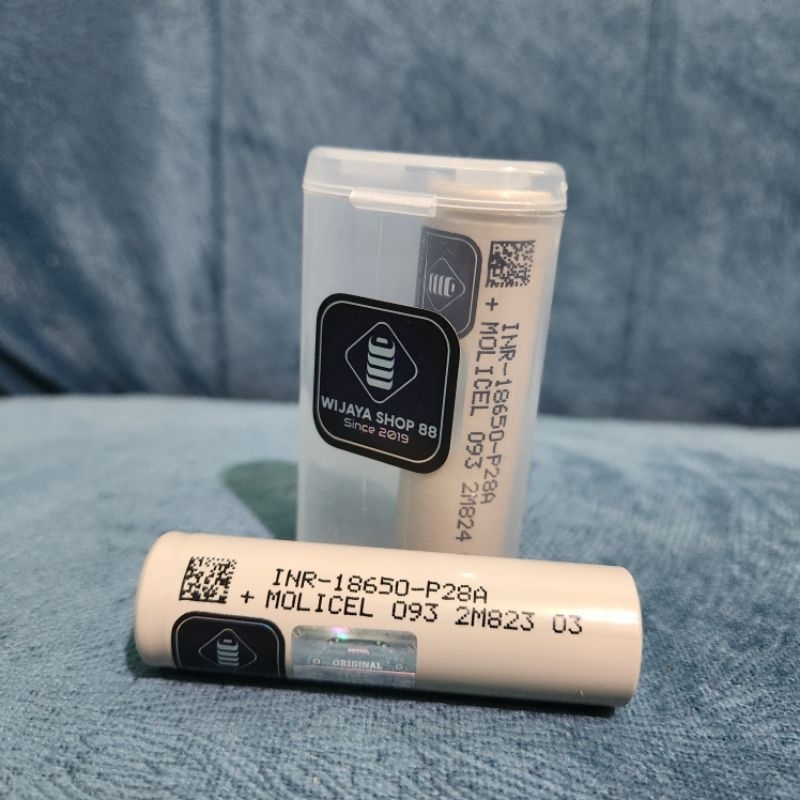 WIJAYA SHOP 88
Since 2019
INR-18650-P28A
+ MOLICEL 093 2M824
INR-18650-P28A
+ MOLICEL 093 2M823 03
ORIGINAL